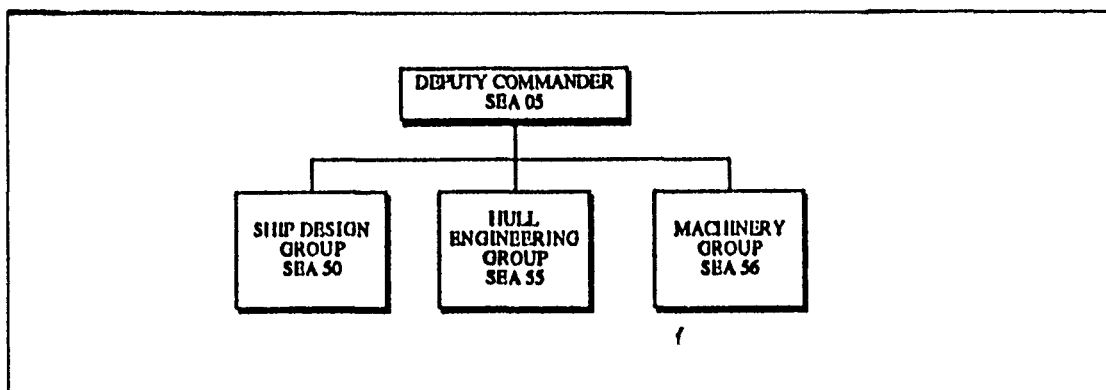 DEPUTY COMMANDER
SEA 05
SHIP DESIGN
GROUP
SEA 50
HULL
ENGINEERING
GROUP
SEA 55
MACHINERY
GROUP
SEA 56